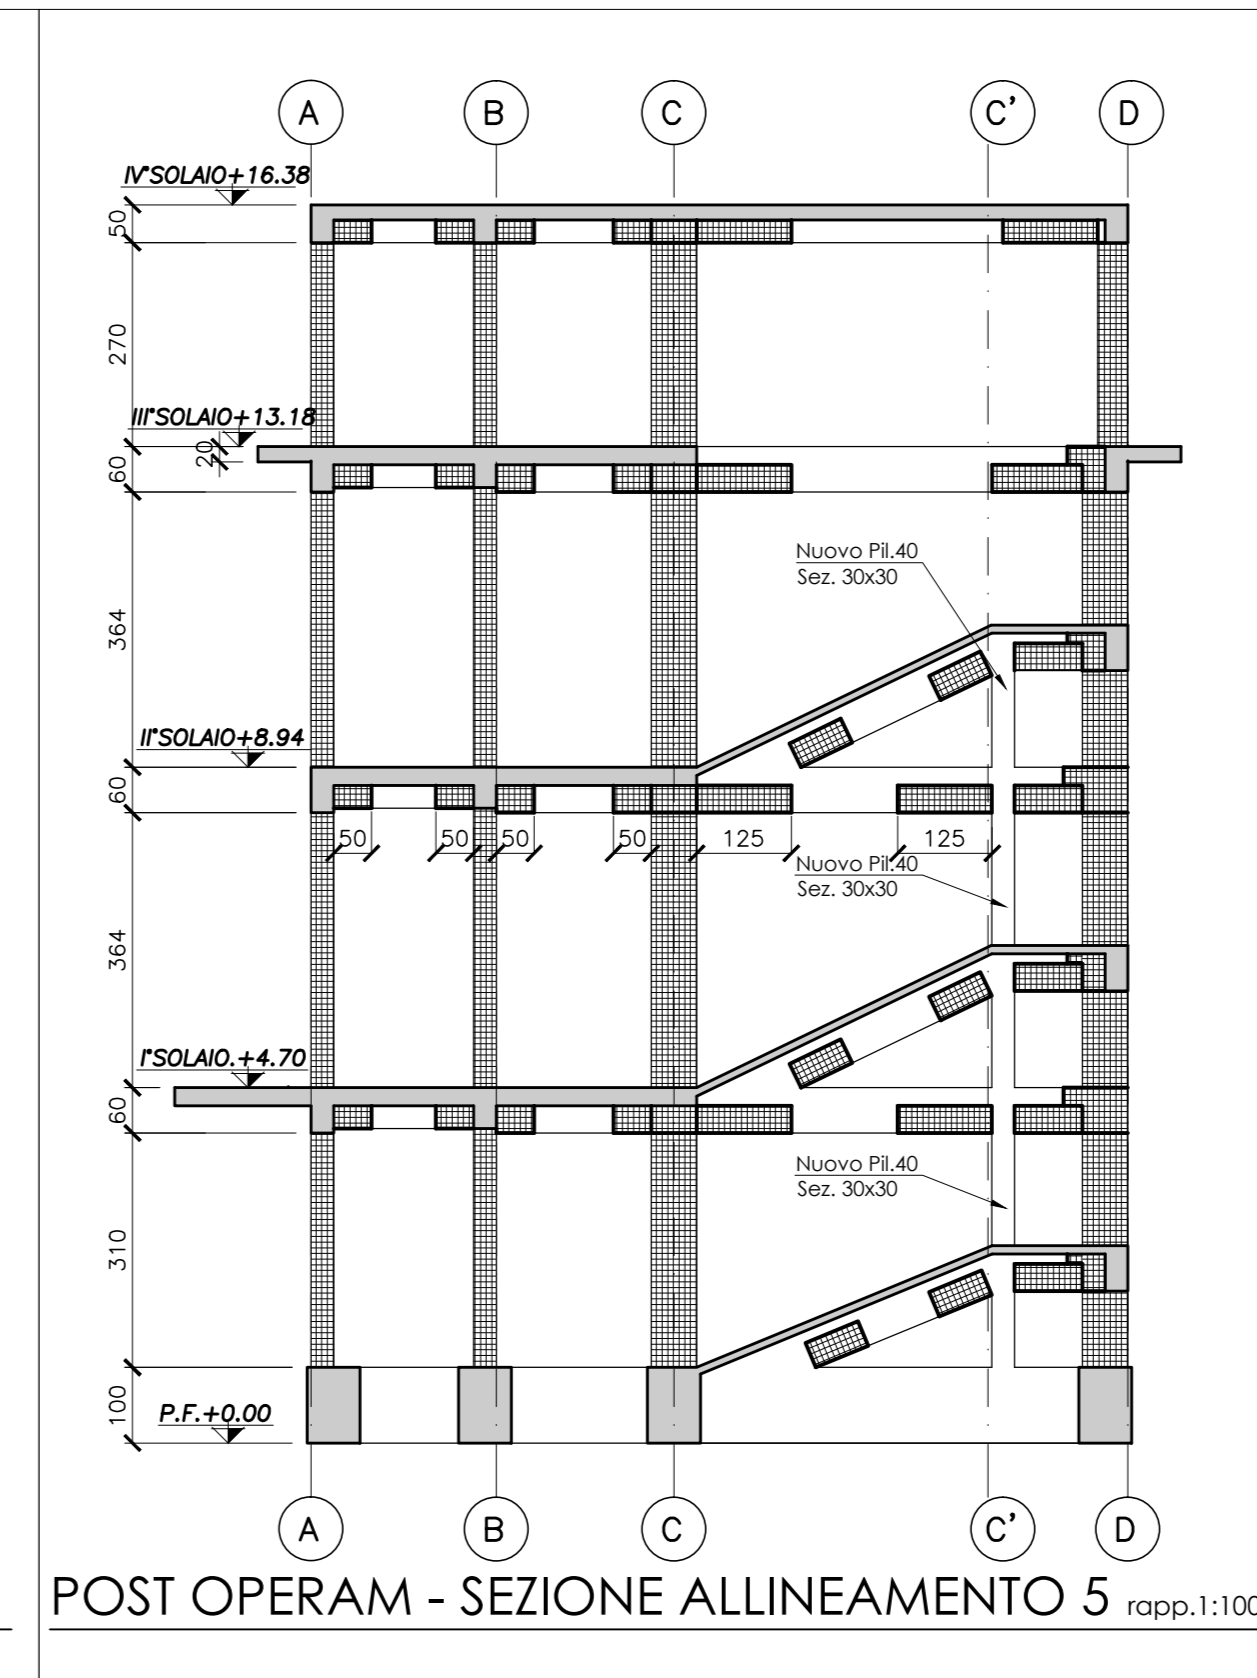 A B C C' D
IV°SOLAIO+16.38
50
270
III°SOLAIO+13.18
20
60
Nuovo Pil.40
Sez. 30x30
364
II°SOLAIO+8.94
60
50 50 50 50 125 125
Nuovo Pil.40
Sez. 30x30
364
I°SOLAIO.+4.70
60
Nuovo Pil.40
Sez. 30x30
310
100
P.F.+0.00
A B C C' D
POST OPERAM - SEZIONE ALLINEAMENTO 5 rapp.1:100